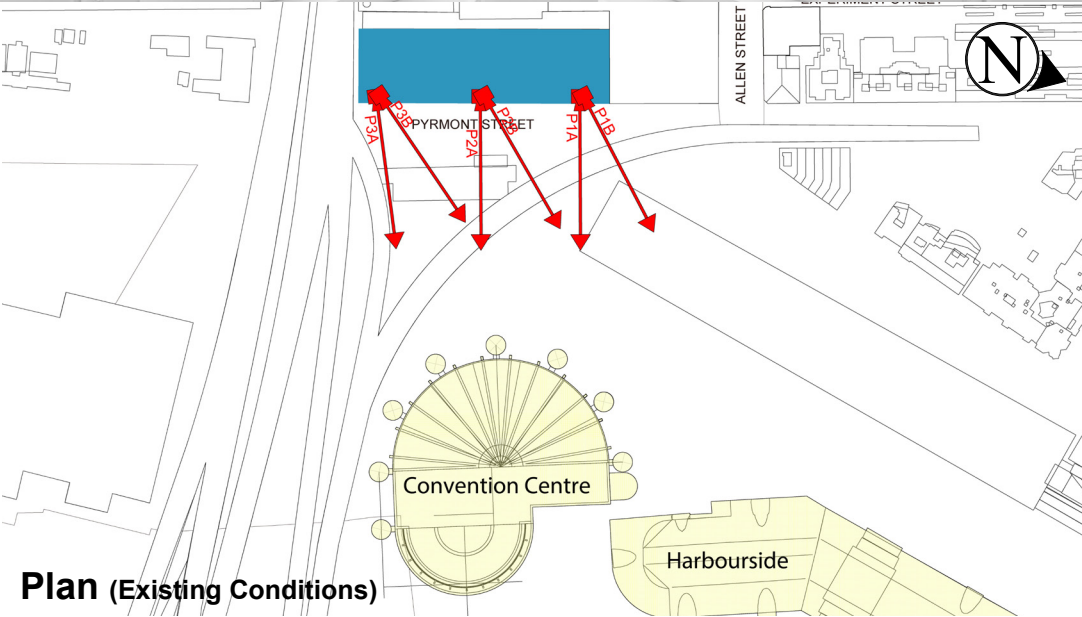 EXPERIMENT STREET
ALLEN STREET
N
P3A
P3B
PYRMONT STREET
P2A
P2B
P1A
P1B
Convention Centre
Harbourside
Plan (Existing Conditions)